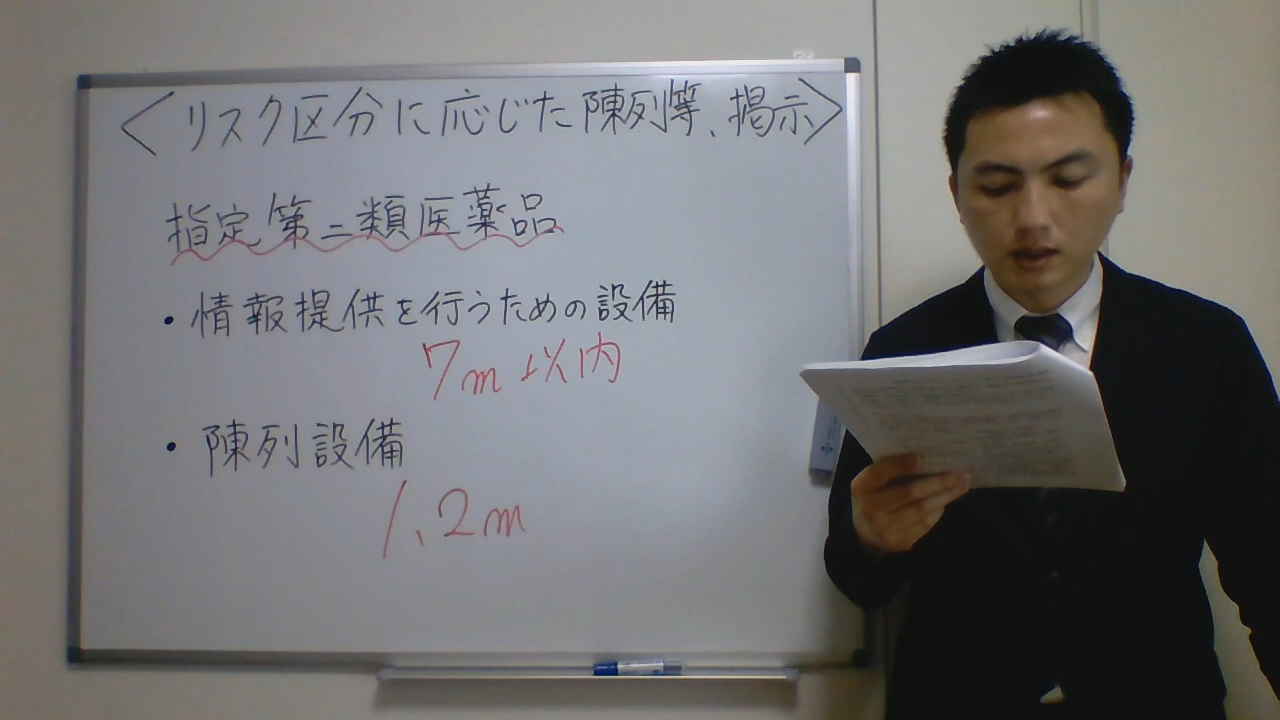 〈リスク区分に応じた陳列等、掲示〉
指定第二類医薬品
・情報提供を行うための設備
7m以内
・陳列設備
1.2m